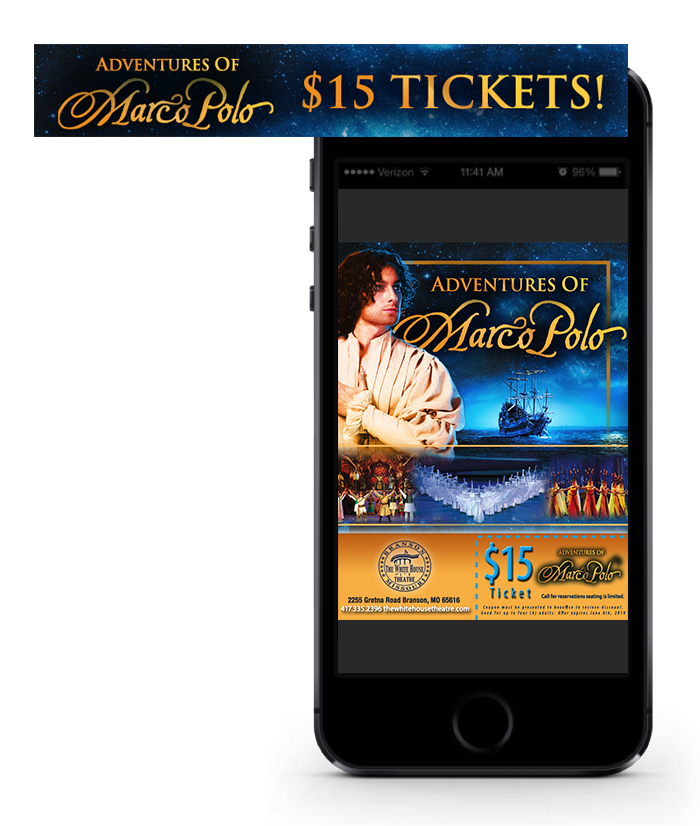 ADVENTURES OF
Marco Polo
$15 TICKETS!
Verizon
11:41 AM
96%
ADVENTURES OF
Marco Polo
BRANSON
THE WHITE HOUSE
THEATRE
MISSOURI
2255 Gretna Road Branson, MO 65616
417.335.2396 thewhitehousetheatre.com
$15
Ticket
ADVENTURES OF
Marco Polo
Call for reservations seating is limited.
Coupon must be presented to boxoffice to recieve discount.
Good for up to four (4) adults. Offer expires June 9th, 2014